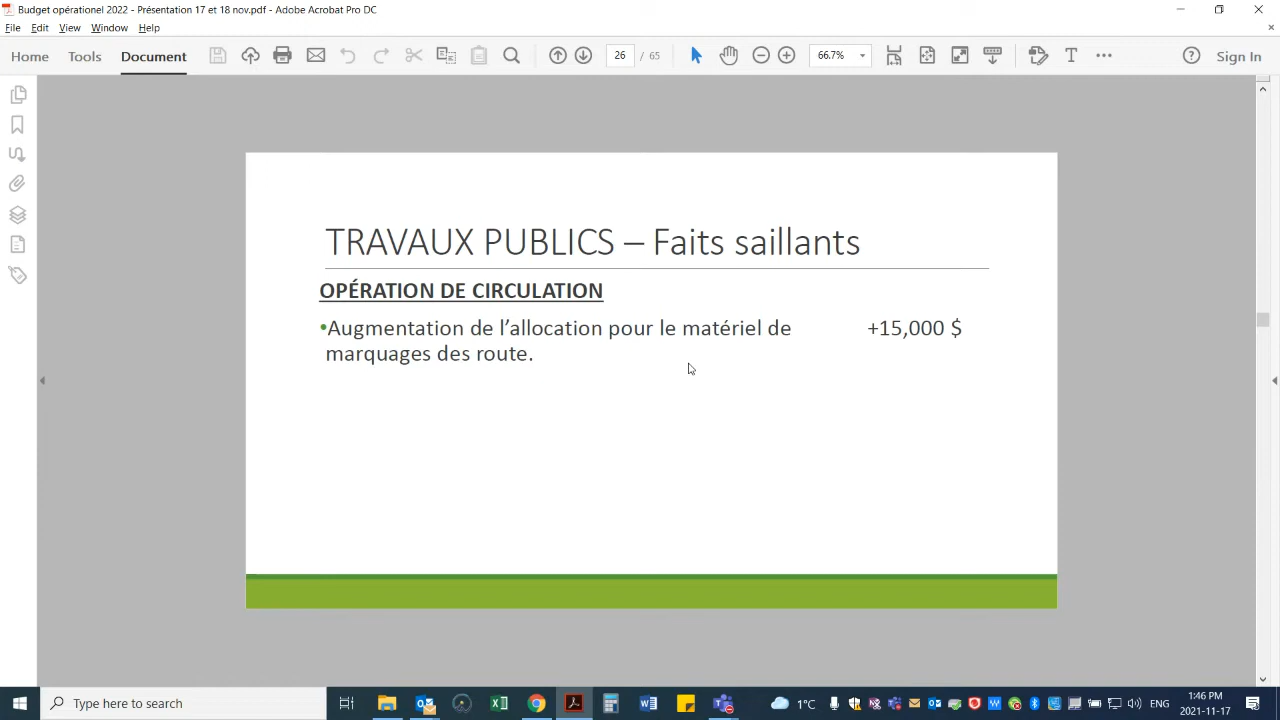 Budget opérationel 2022 - Présentation 17 et 18 nov.pdf - Adobe Acrobat Pro DC
File Edit View Window Help
Home Tools Document 26 / 65 66.7% Sign In
TRAVAUX PUBLICS – Faits saillants
OPÉRATION DE CIRCULATION
•Augmentation de l’allocation pour le matériel de +15,000 $
marquages des route.
Type here to search
1°C ENG 1:46 PM
2021-11-17